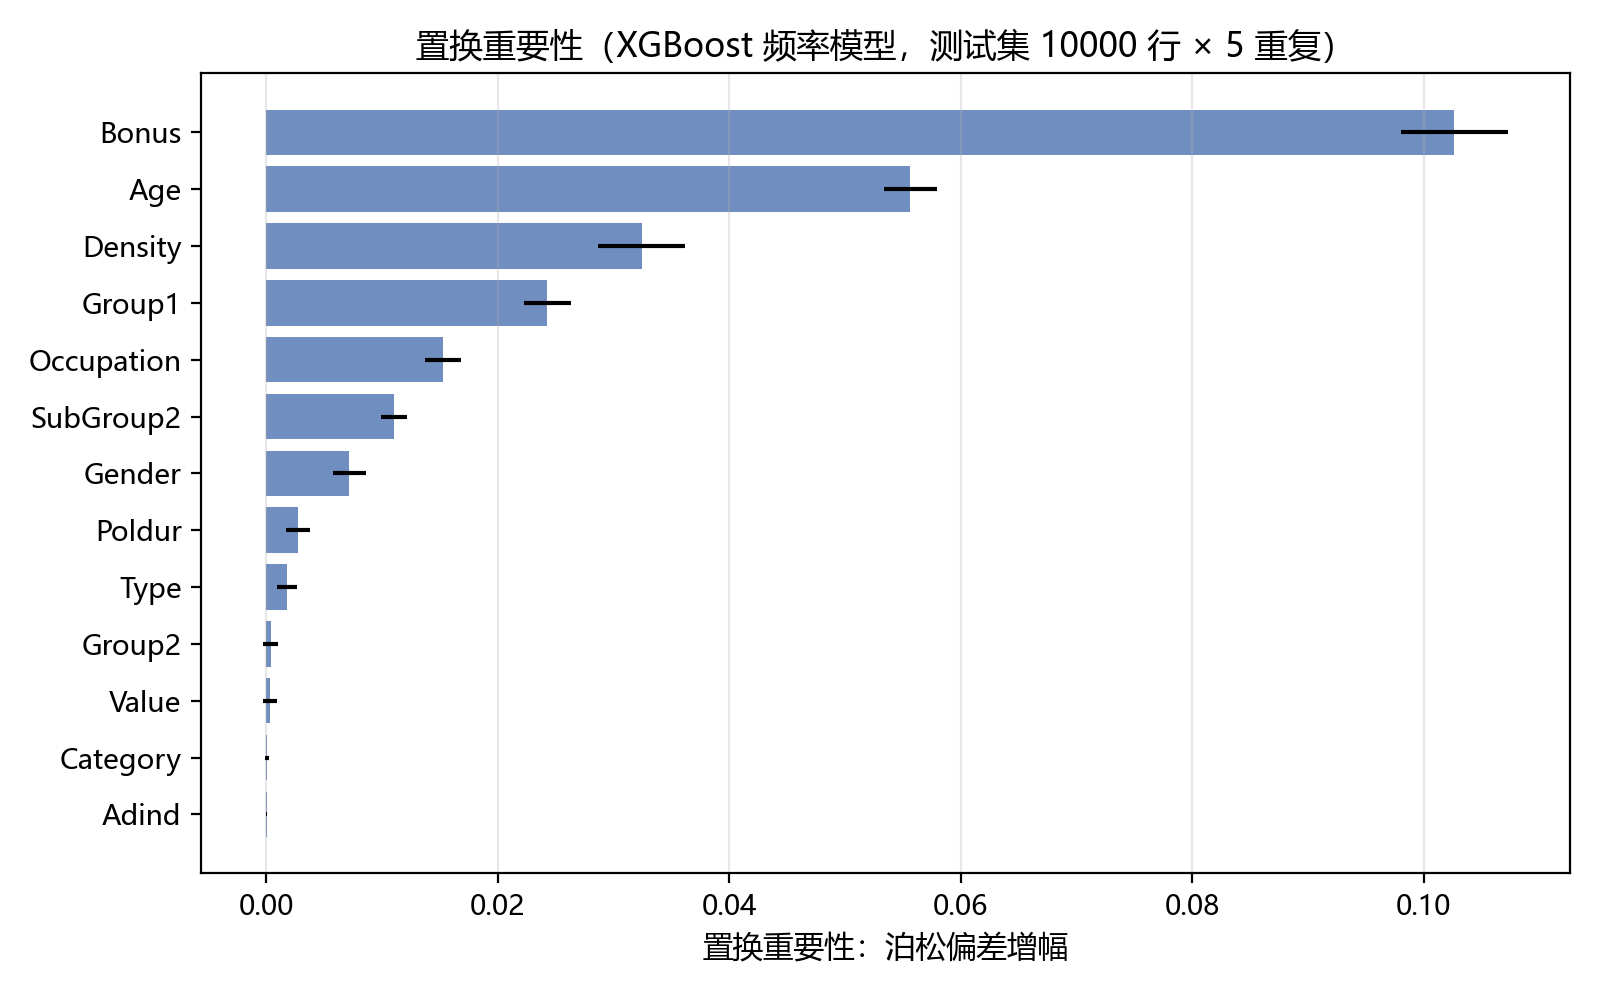 置换重要性（XGBoost 频率模型，测试集 10000 行 × 5 重复）
Bonus
Age
Density
Group1
Occupation
SubGroup2
Gender
Poldur
Type
Group2
Value
Category
Adind
0.00 0.02 0.04 0.06 0.08 0.10
置换重要性：泊松偏差增幅